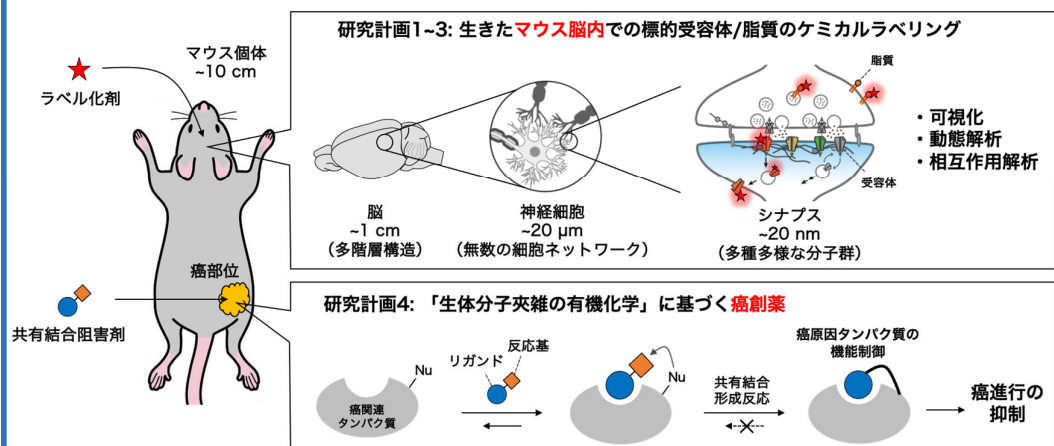 研究計画1~3: 生きたマウス脳内での標的受容体/脂質のケミカルラベリング
マウス個体
~10 cm
ラベル化剤
脳
~1 cm
(多階層構造)
神経細胞
~20 μm
(無数の細胞ネットワーク)
脂質
受容体
シナプス
~20 nm
(多種多様な分子群)
・可視化
・動態解析
・相互作用解析
癌部位
共有結合阻害剤
研究計画4: 「生体分子夾雑の有機化学」に基づく癌創薬
癌関連
タンパク質
Nu
リガンド
反応基
Nu
共有結合
形成反応
癌原因タンパク質の
機能制御
癌進行の
抑制